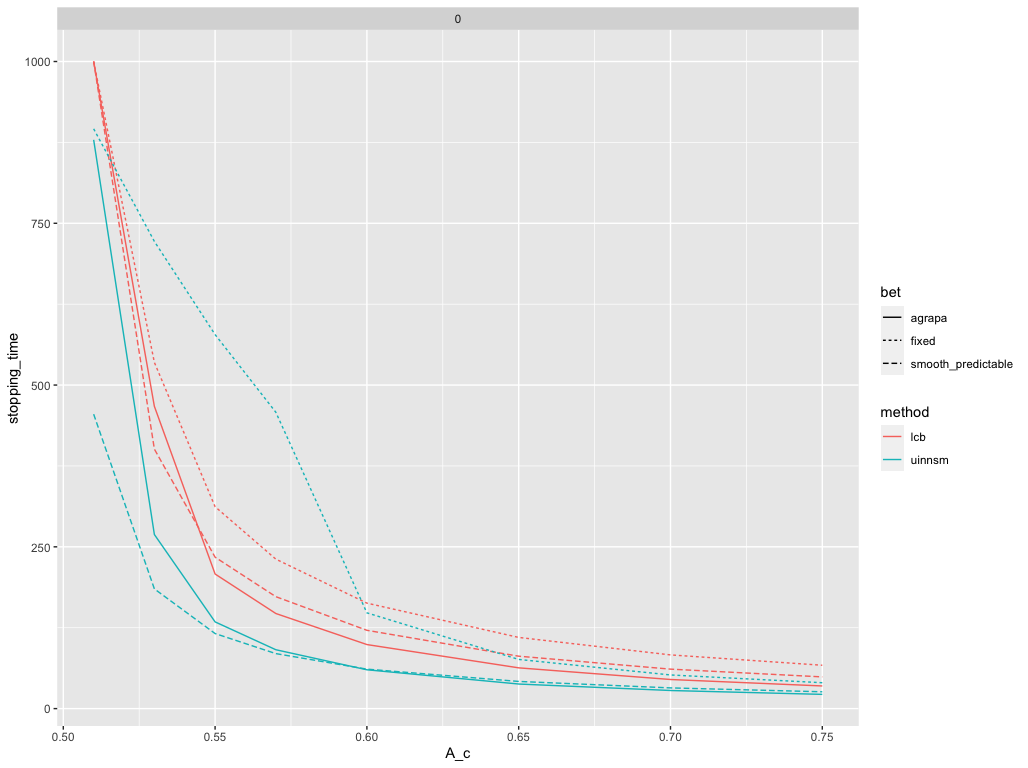 0
1000
750
500
250
0
stopping_time
0.50
0.55
0.60
0.65
0.70
0.75
A_c
bet
agrapa
fixed
smooth_predictable
method
lcb
uinnsm